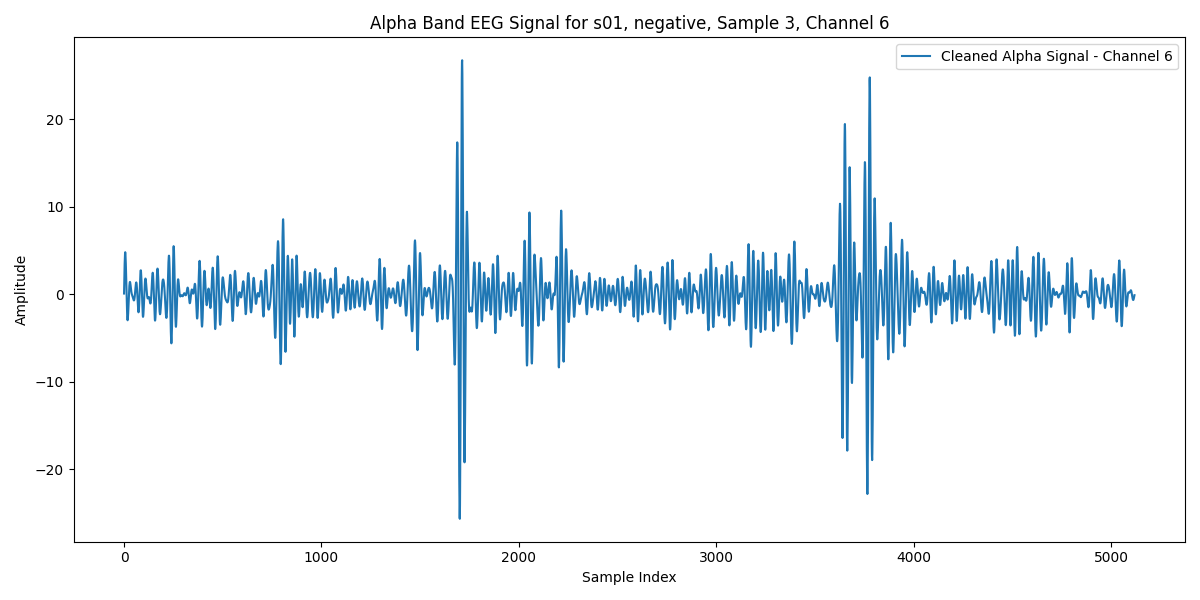 Alpha Band EEG Signal for s01, negative, Sample 3, Channel 6
Cleaned Alpha Signal - Channel 6
Amplitude
20
10
0
−10
−20
0 1000 2000 3000 4000 5000
Sample Index